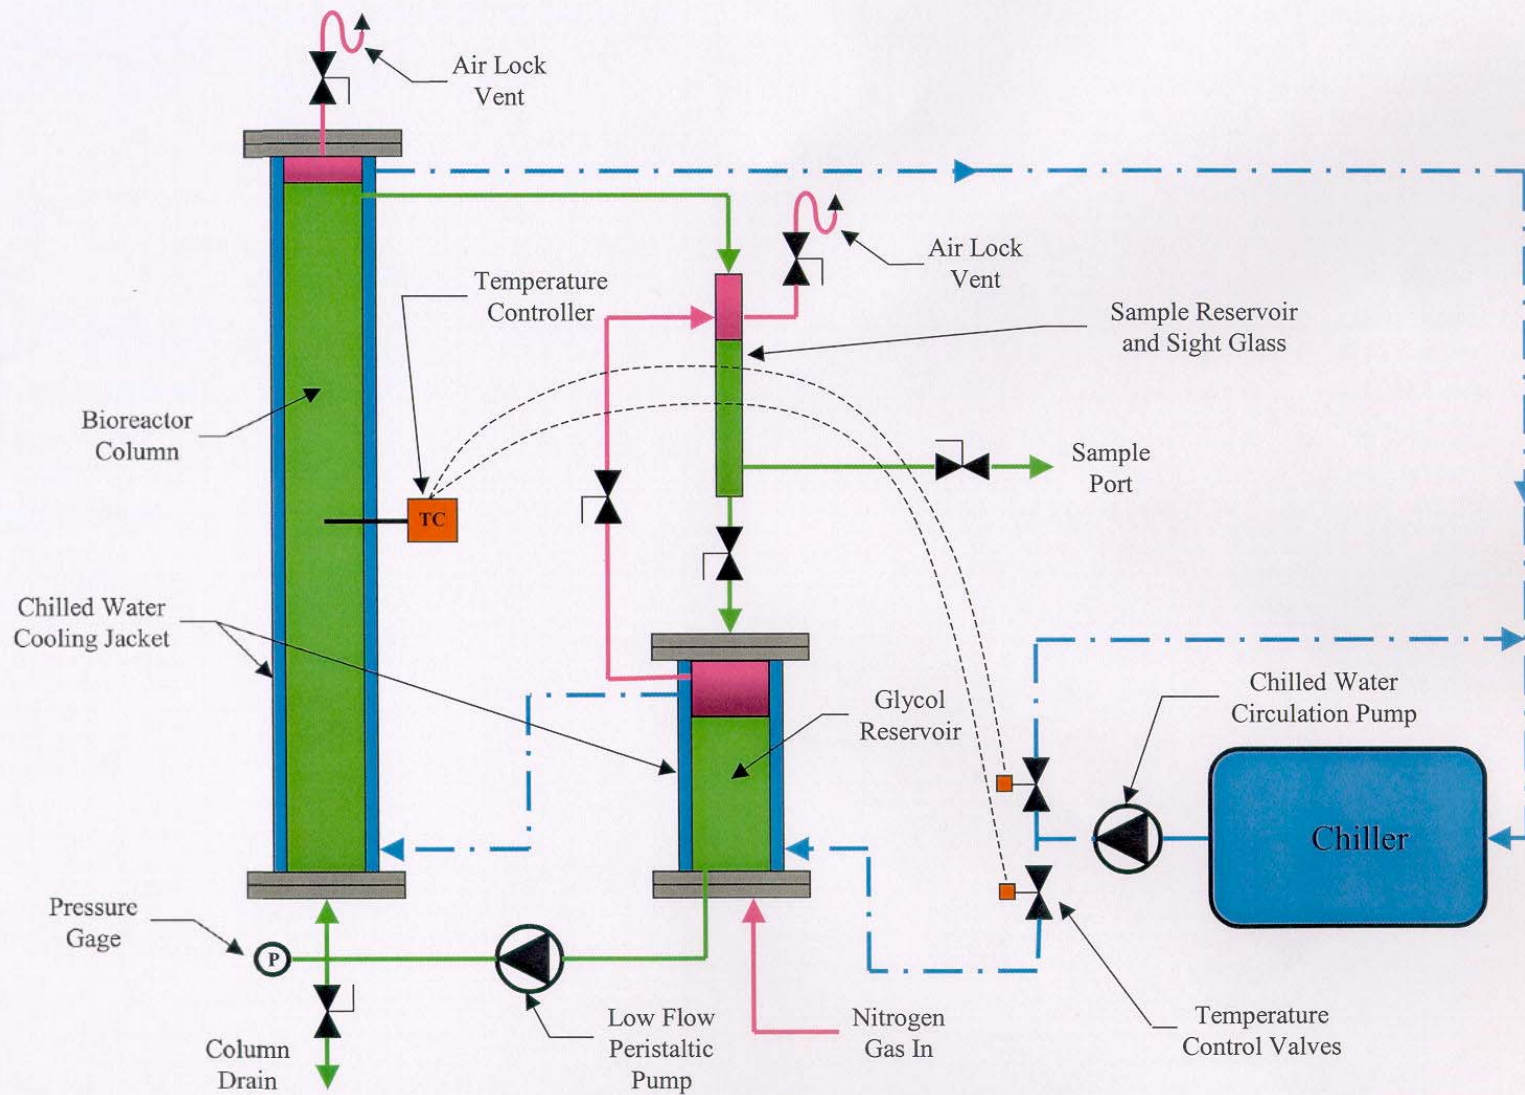 Air Lock
Vent
Air Lock
Vent
Temperature
Controller
Sample Reservoir
and Sight Glass
Bioreactor
Column
Sample
Port
TC
Chilled Water
Cooling Jacket
Glycol
Reservoir
Chilled Water
Circulation Pump
Chiller
Pressure
Gage
P
Low Flow
Peristaltic
Pump
Nitrogen
Gas In
Temperature
Control Valves
Column
Drain